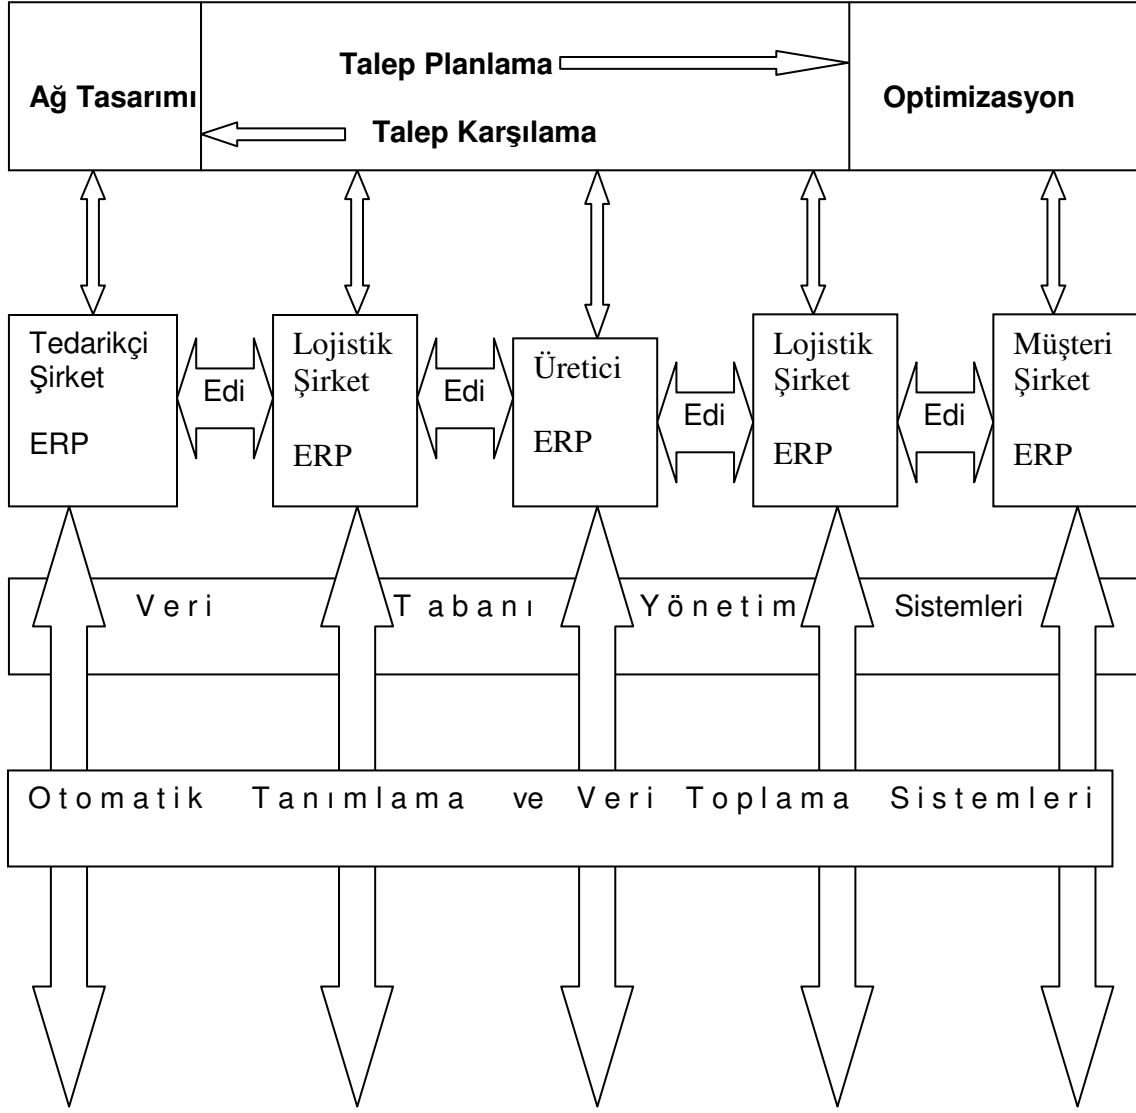 Talep Planlama
Ağ Tasarımı
Optimizasyon
Talep Karşılama
Tedarikçi
Şirket
ERP
Edi
Lojistik
Şirket
ERP
Edi
Üretici
ERP
Edi
Lojistik
Şirket
ERP
Edi
Müşteri
Şirket
ERP
Veri Tabanı Yönetim Sistemleri
Otomatik Tanımlama ve Veri Toplama Sistemleri